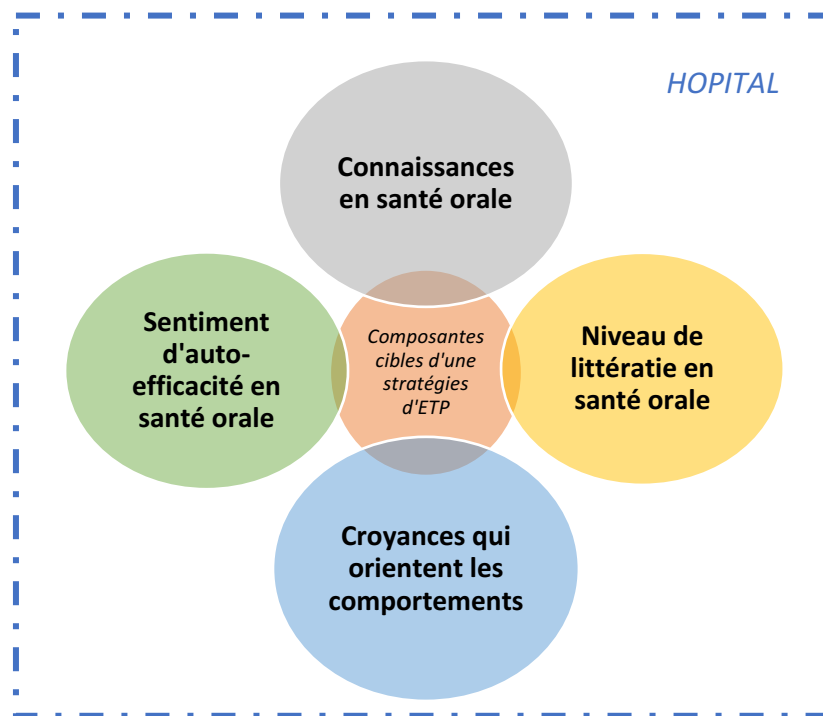 HOPITAL
Connaissances
en santé orale
Sentiment
d'auto-
efficacité en
santé orale
Composantes
cibles d'une
stratégies
d'ETP
Niveau de
littératie en
santé orale
Croyances qui
orientent les
comportements